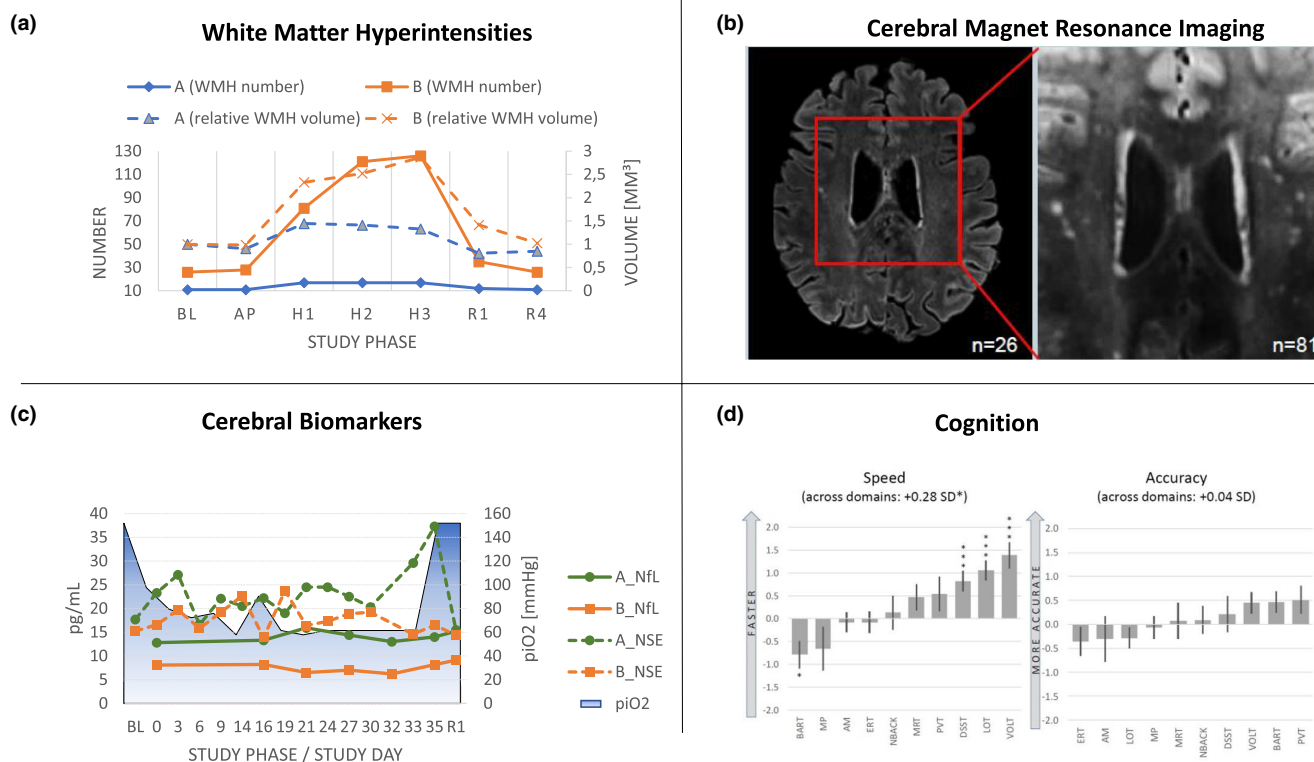 (a)
White Matter Hyperintensities
A (WMH number)
B (WMH number)
A (relative WMH volume)
B (relative WMH volume)
130
110
90
70
50
30
10
NUMBER
3
2,5
2
1,5
1
0,5
0
VOLUME [MM³]
BL AP H1 H2 H3 R1 R4
STUDY PHASE
(b)
Cerebral Magnet Resonance Imaging
n=26
n=81
(c)
Cerebral Biomarkers
40
35
30
25
20
15
10
5
0
pg/mL
160
140
120
100
80
60
40
20
0
piO2 [mmHg]
BL 0 3 6 9 14 16 19 21 24 27 30 32 33 35 R1
STUDY PHASE / STUDY DAY
A_NfL
B_NfL
A_NSE
B_NSE
piO2
(d)
Cognition
Speed
(across domains: +0.28 SD*)
FASTER
2.0
1.5
1.0
0.5
0.0
-0.5
-1.0
-1.5
-2.0
*
***
***
***
BART MP AM ERT NBACK MRT PVT DSST LOT VOLT
Accuracy
(across domains: +0.04 SD)
MORE ACCURATE
2.0
1.5
1.0
0.5
0.0
-0.5
-1.0
-1.5
-2.0
ERT AM LOT MP MRT NBACK DSST VOLT BART PVT